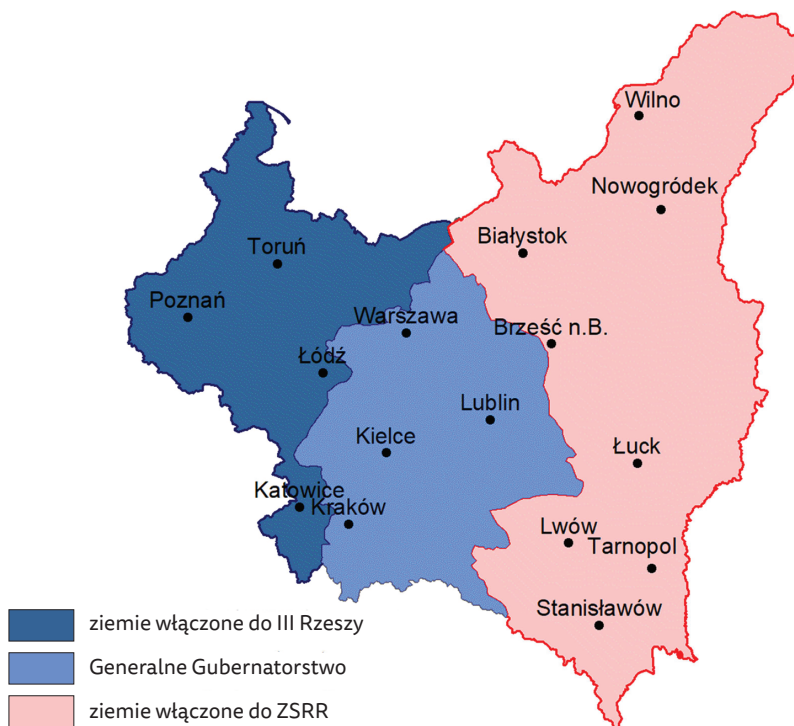 Wilno
Nowogródek
Toruń
Białystok
Poznań
Warszawa
Brześć n.B.
Łódź
Lublin
Kielce
Łuck
Katowice
Kraków
Lwów
Tarnopol
Stanisławów
ziemie włączone do III Rzeszy
Generalne Gubernatorstwo
ziemie włączone do ZSRR